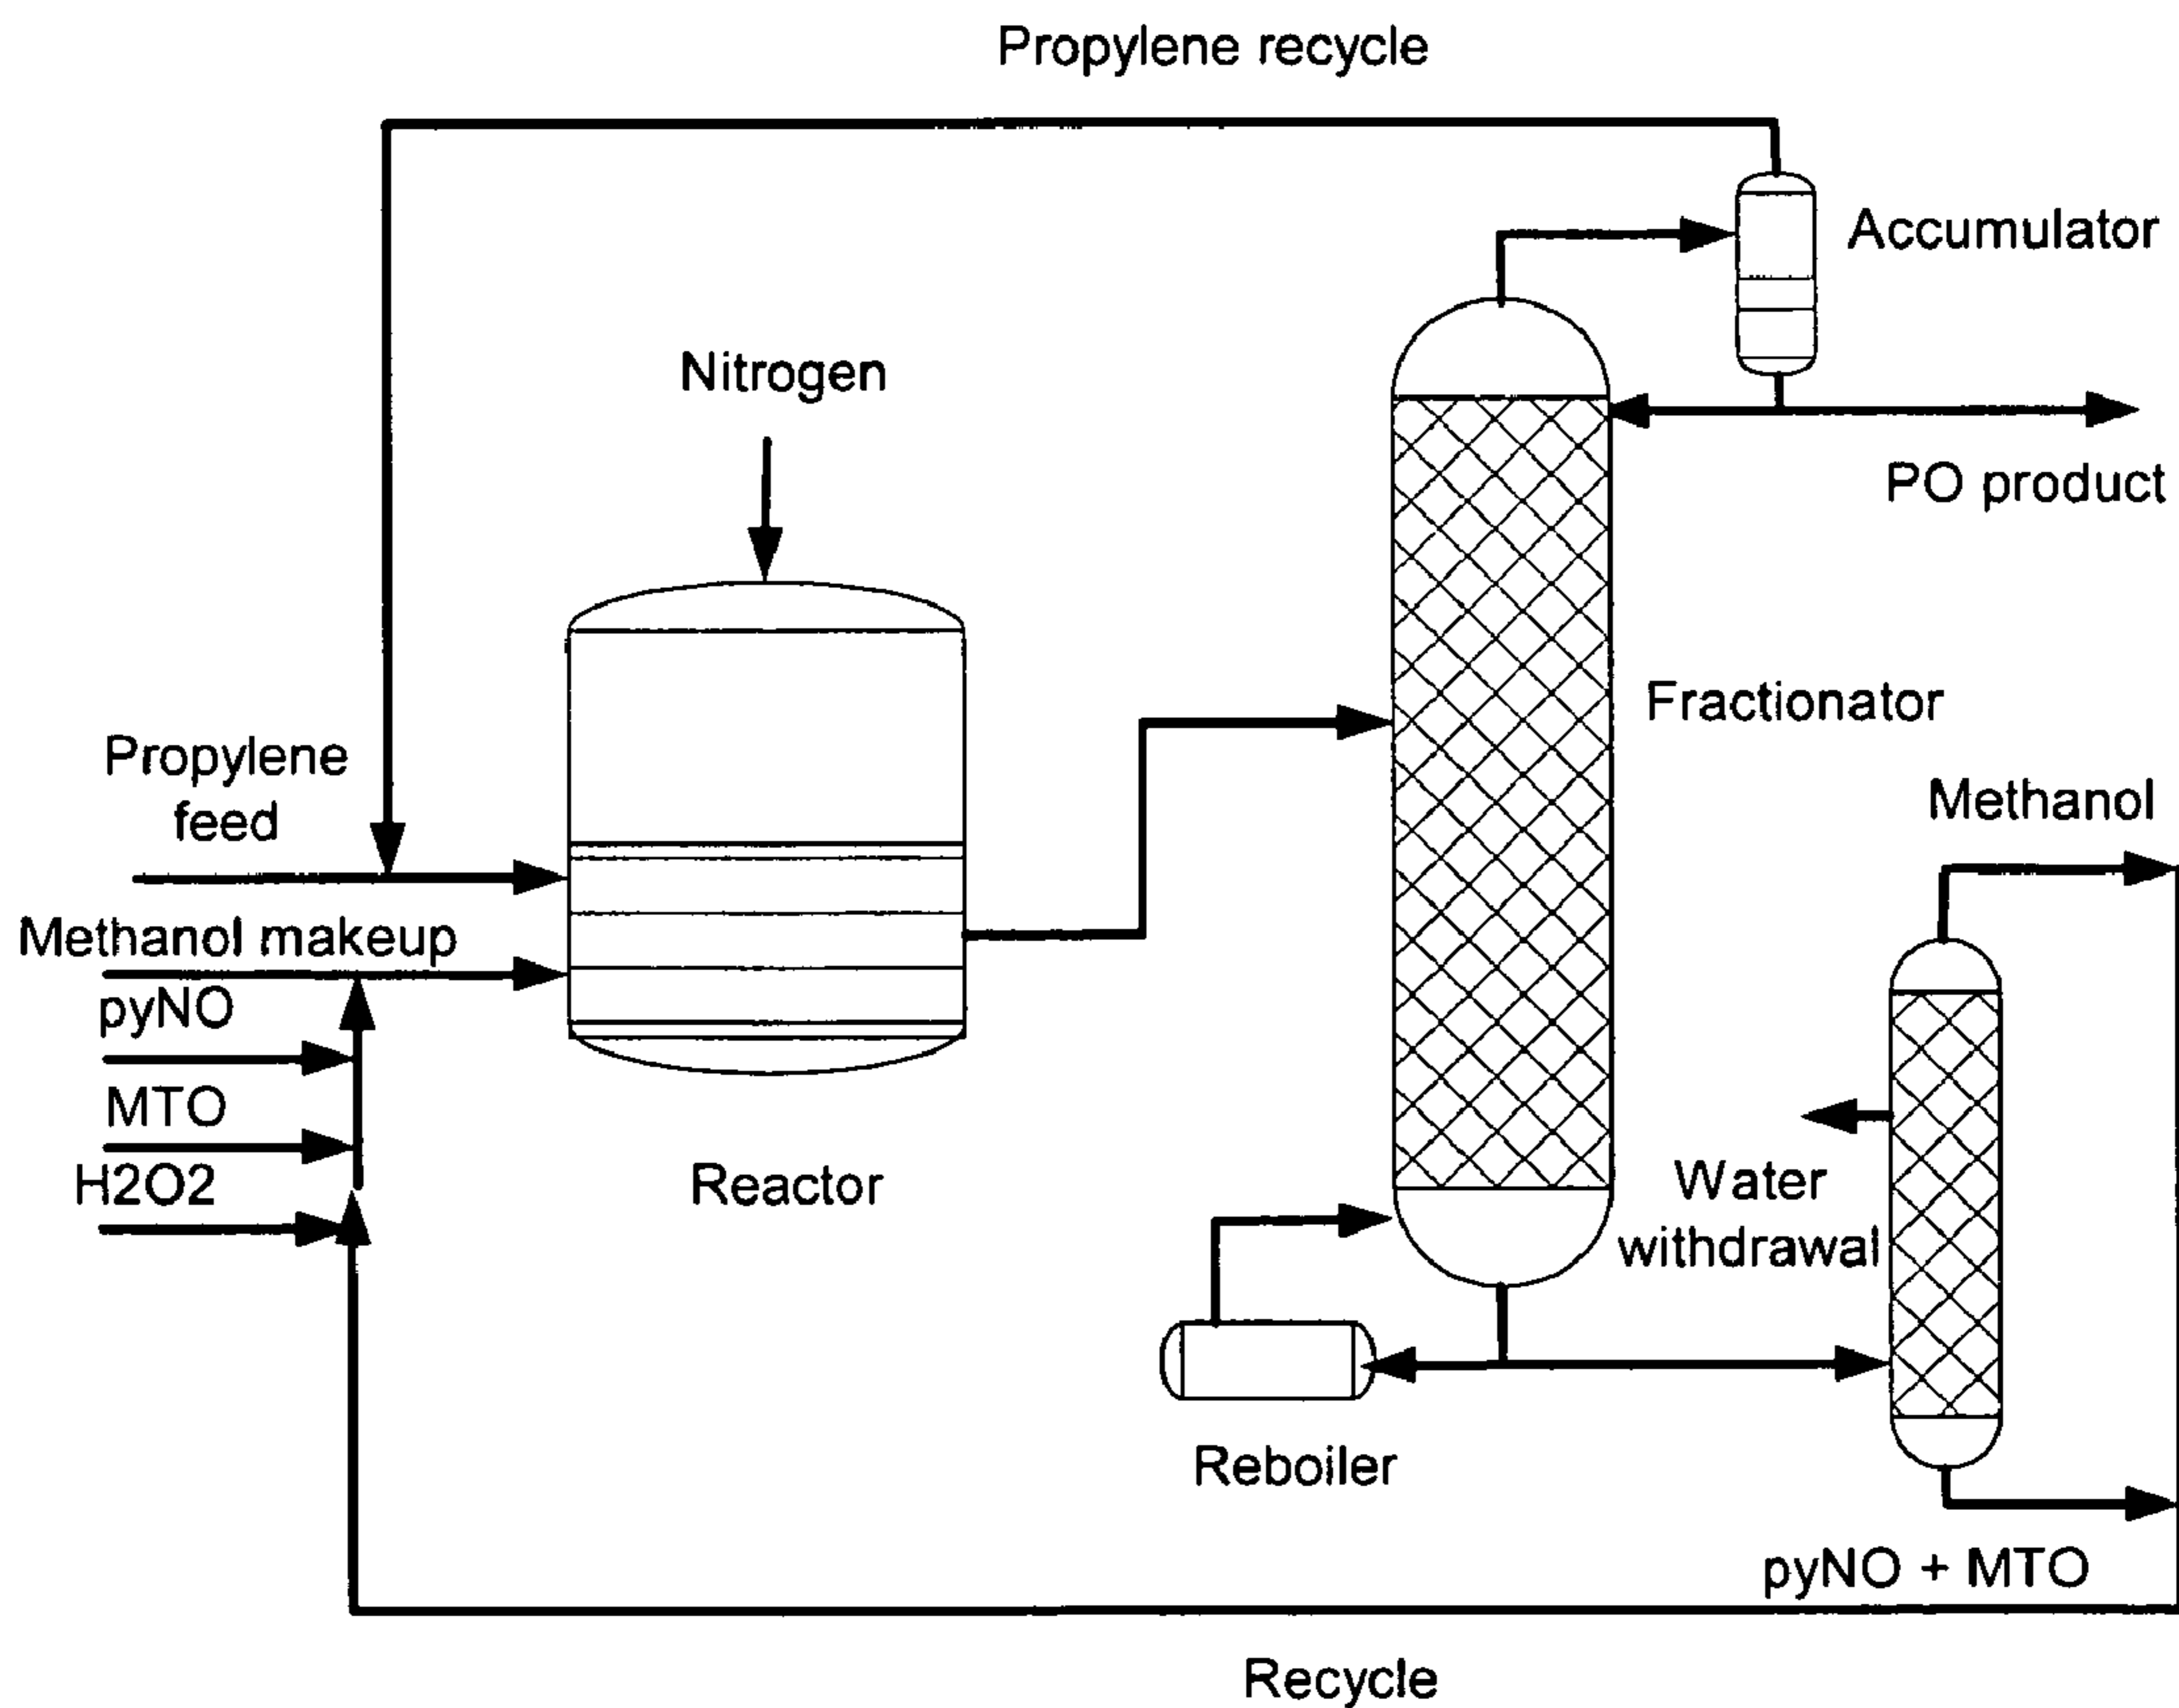 Propylene recycle
Accumulator
Nitrogen
PO product
Fractionator
Propylene
feed
Methanol
Methanol makeup
pyNO
MTO
H2O2
Reactor
Water
withdrawal
Reboiler
pyNO + MTO
Recycle